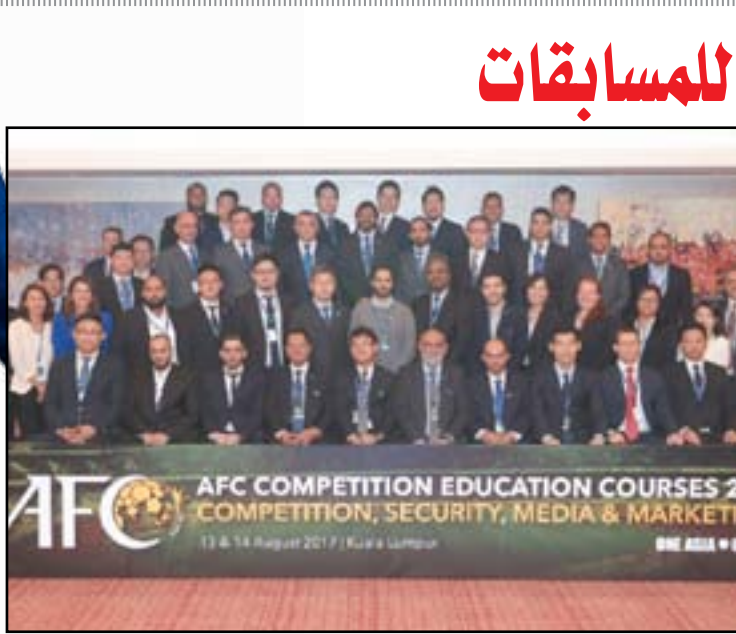 للمسابقات
AFC
AFC COMPETITION EDUCATION COURSES 2
COMPETITION, SECURITY, MEDIA & MARKETI
13 & 14 August 2017 | Kuala Lumpur
ONE ASIA